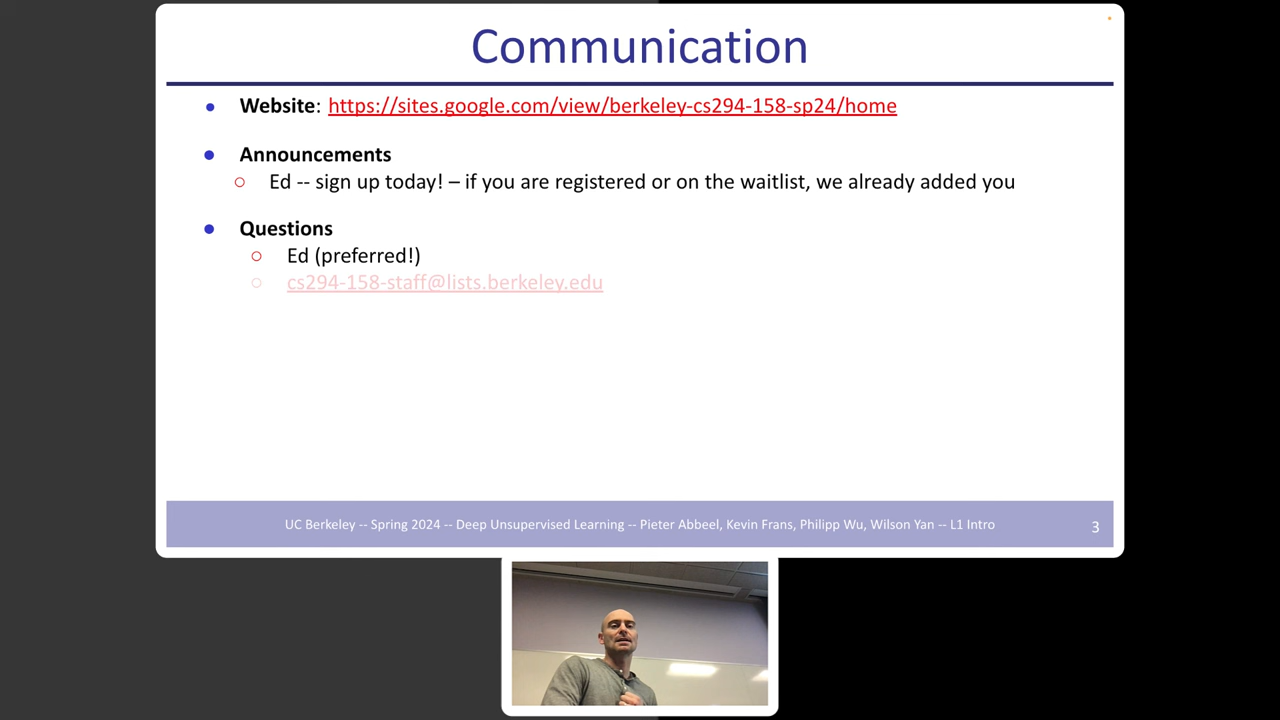 Communication
Website: https://sites.google.com/view/berkeley-cs294-158-sp24/home
Announcements
Ed -- sign up today! – if you are registered or on the waitlist, we already added you
Questions
Ed (preferred!)
cs294-158-staff@lists.berkeley.edu
UC Berkeley -- Spring 2024 -- Deep Unsupervised Learning -- Pieter Abbeel, Kevin Frans, Philipp Wu, Wilson Yan -- L1 Intro
3